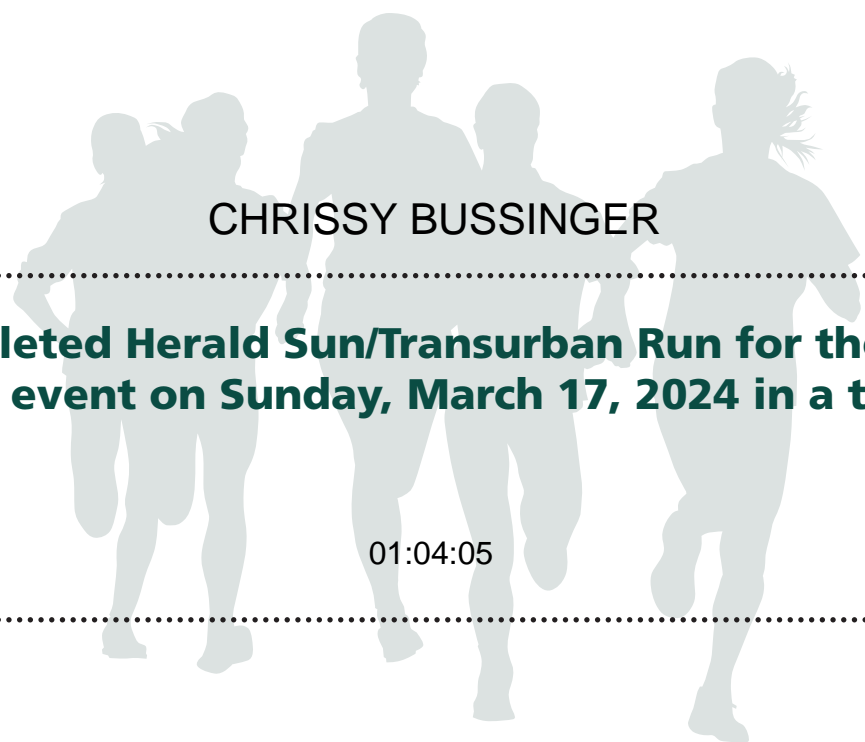 CHRISSY BUSSINGER
leted Herald Sun/Transurban Run for the
event on Sunday, March 17, 2024 in a t
01:04:05